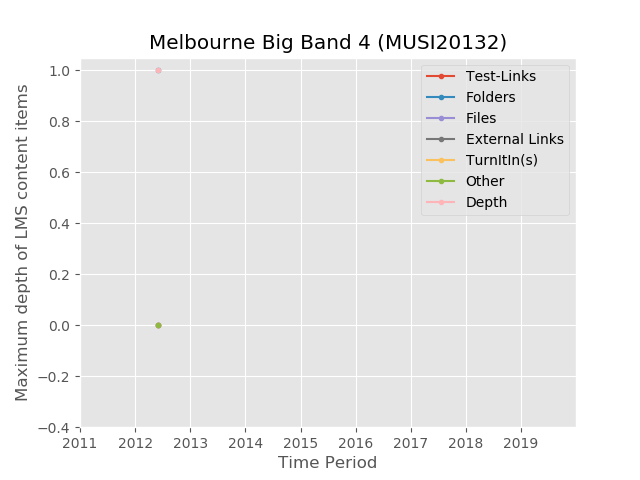 Melbourne Big Band 4 (MUSI20132)
Maximum depth of LMS content items
1.0
0.8
0.6
0.4
0.2
0.0
−0.2
−0.4
Test-Links
Folders
Files
External Links
TurnItIn(s)
Other
Depth
2011 2012 2013 2014 2015 2016 2017 2018 2019
Time Period